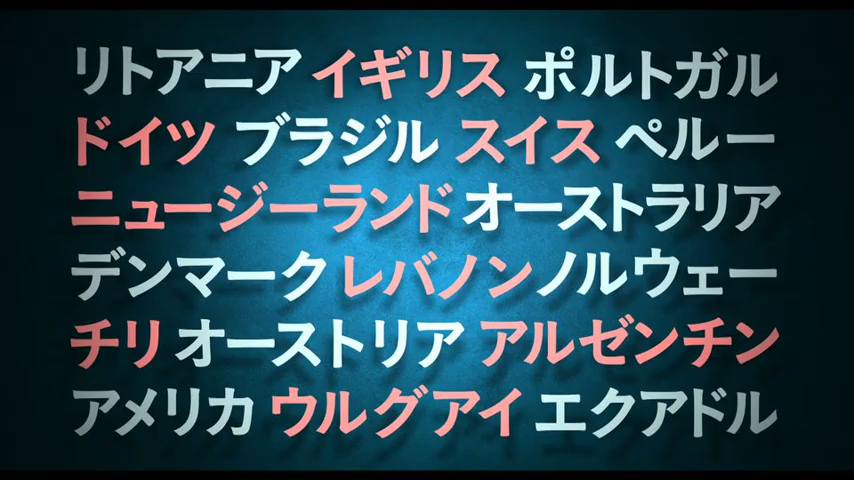 リトアニア イギリス ポルトガル
ドイツ ブラジル スイス ペルー
ニュージーランド オーストラリア
デンマーク レバノン ノルウェー
チリ オーストリア アルゼンチン
アメリカ ウルグアイ エクアドル